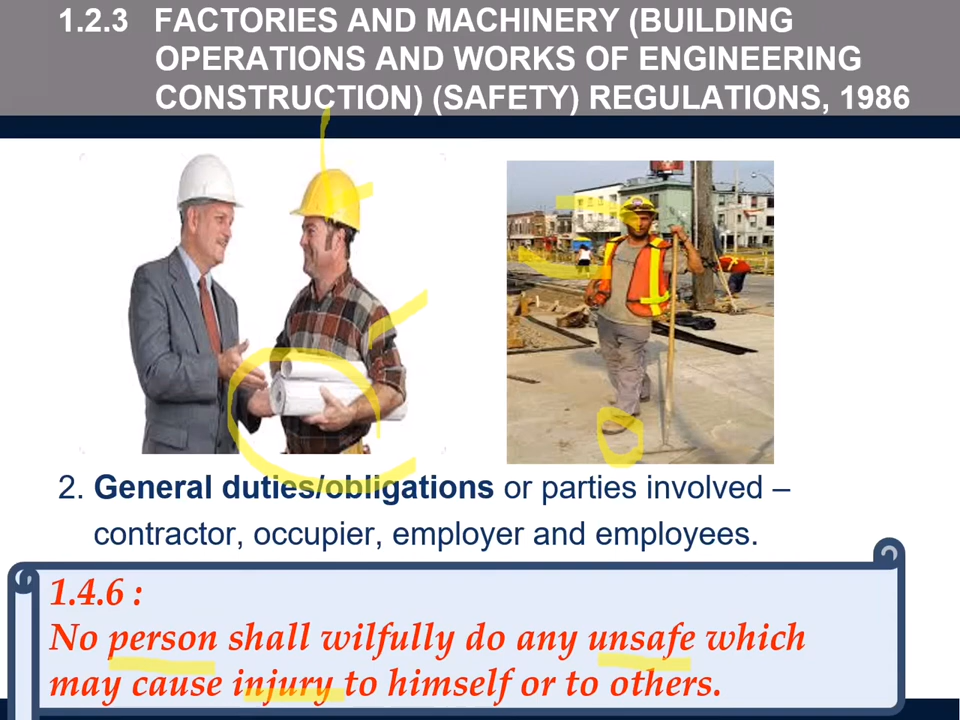 1.2.3 FACTORIES AND MACHINERY (BUILDING
OPERATIONS AND WORKS OF ENGINEERING
CONSTRUCTION) (SAFETY) REGULATIONS, 1986
2. General duties/obligations or parties involved –
contractor, occupier, employer and employees.
1.4.6 :
No person shall wilfully do any unsafe which
may cause injury to himself or to others.